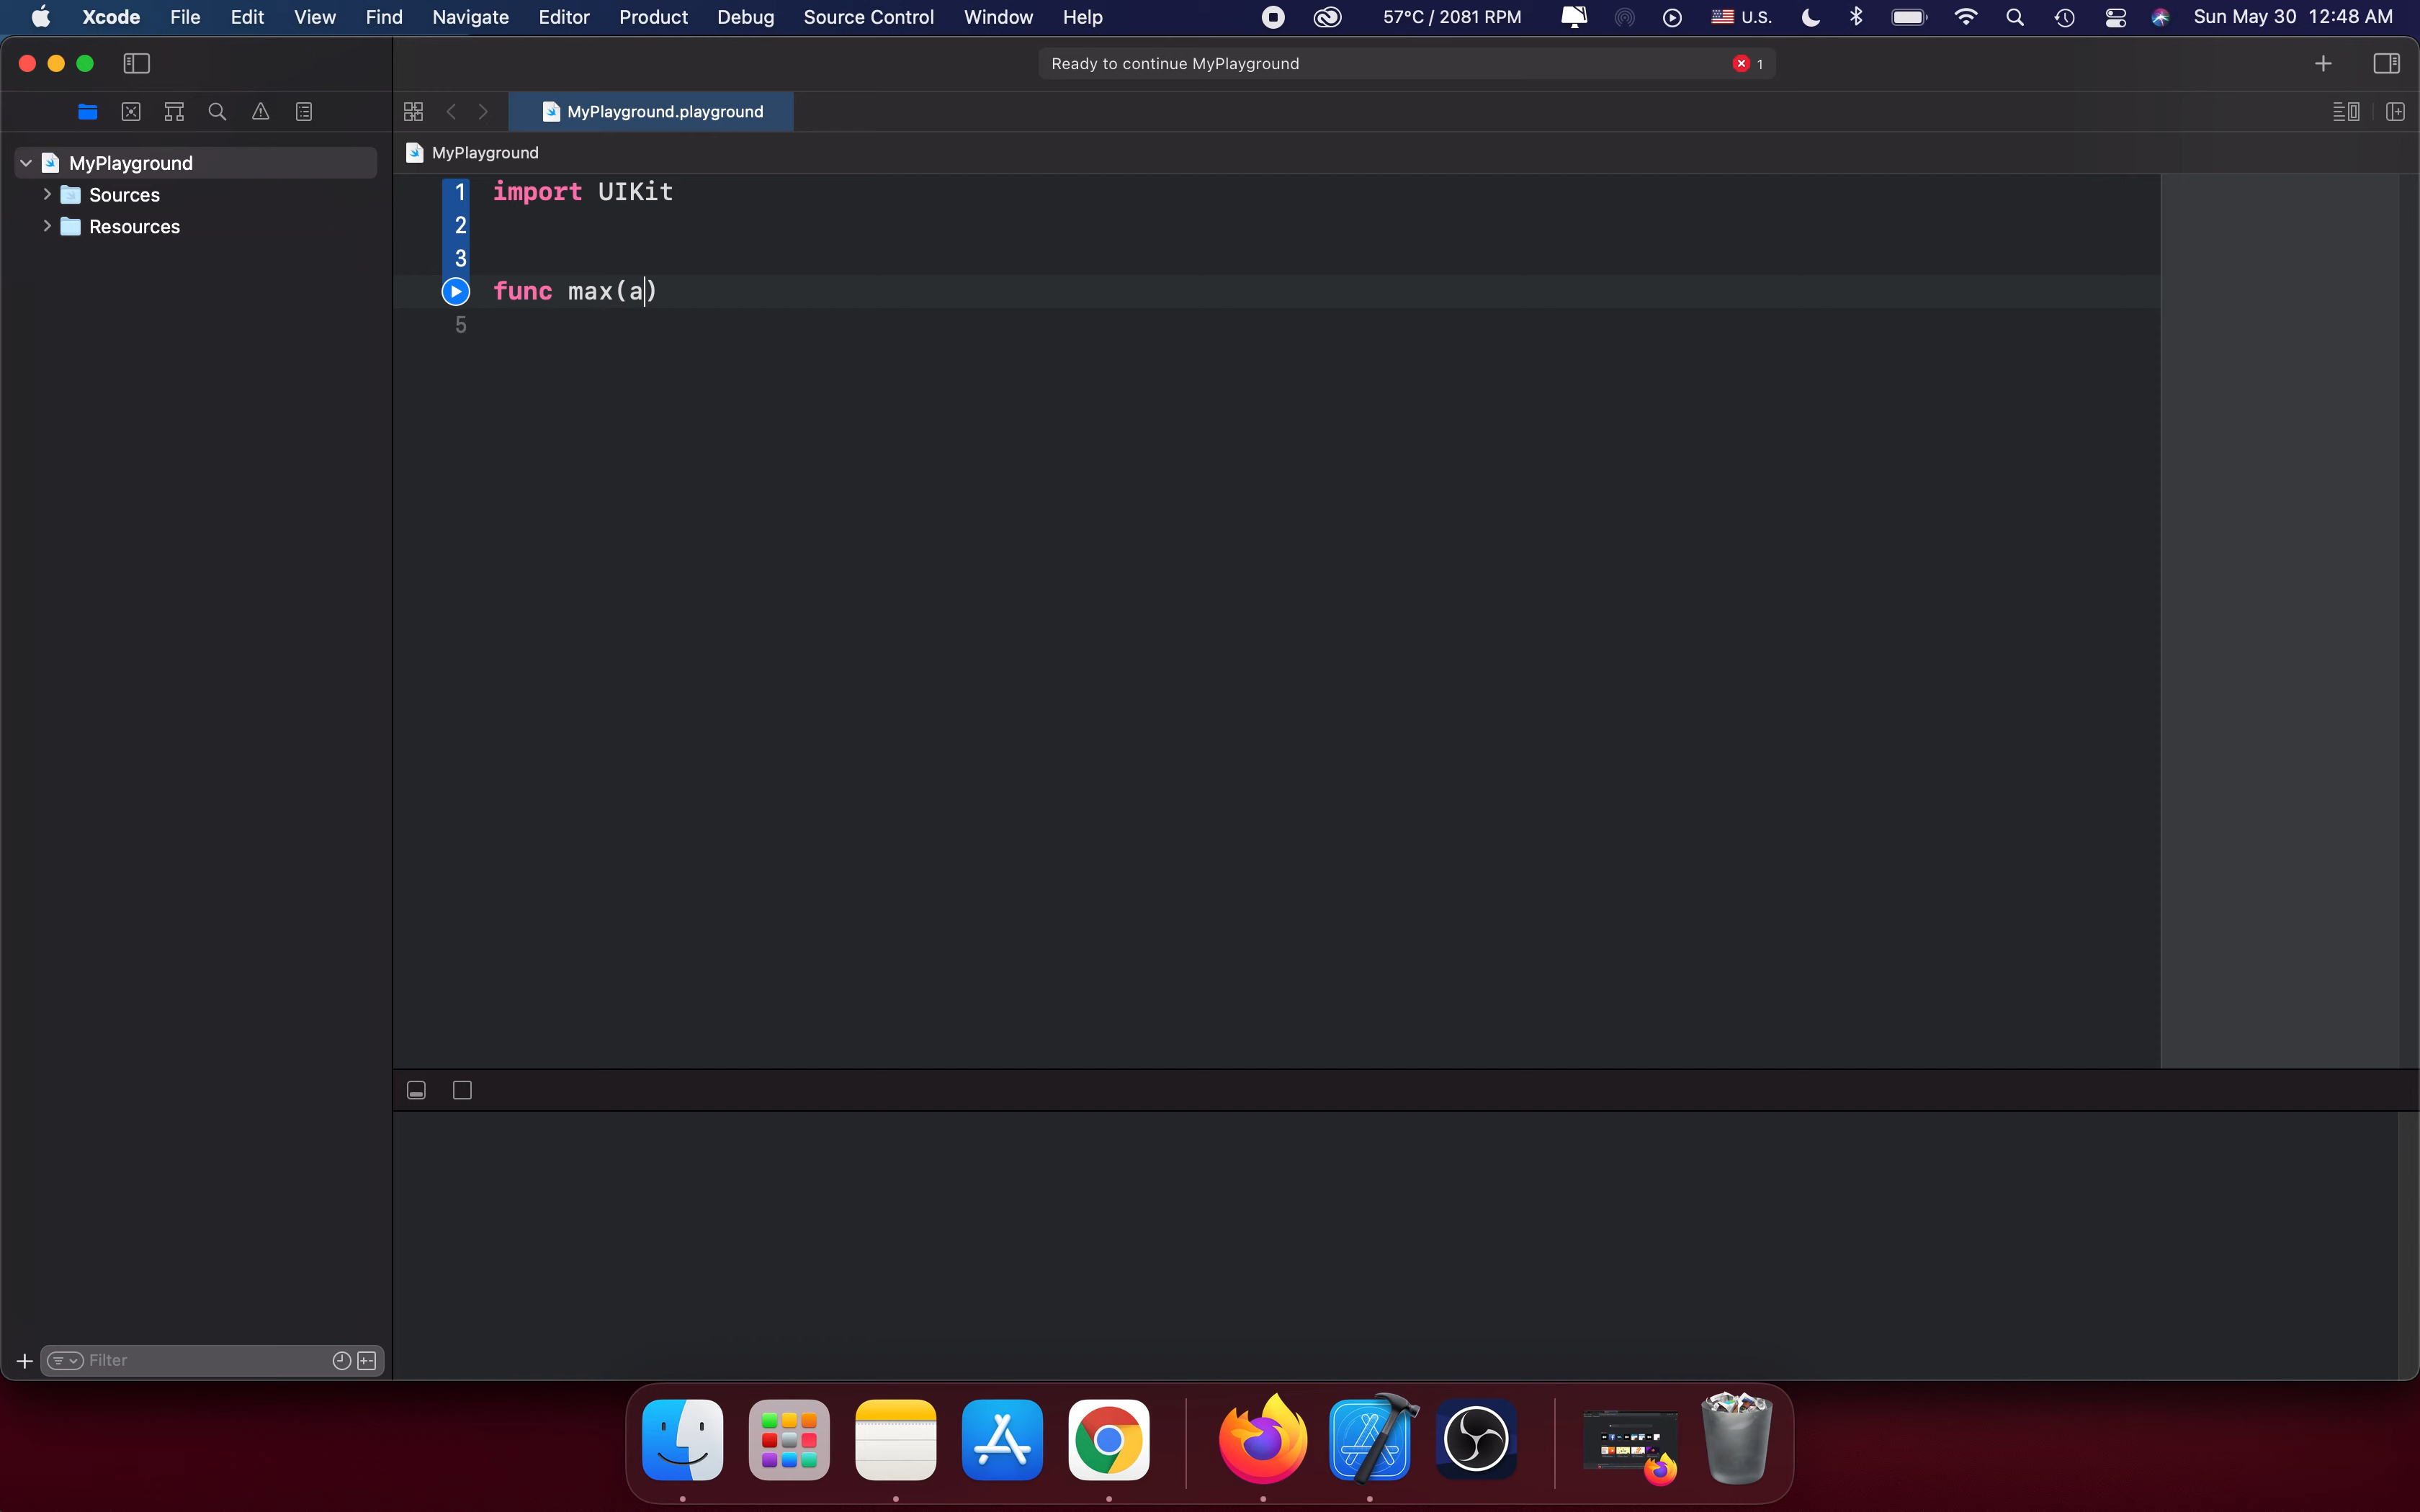 Xcode File Edit View Find Navigate Editor Product Debug Source Control Window Help 57°C / 2081 RPM U.S. Sun May 30 12:48 AM
Ready to continue MyPlayground 1
MyPlayground.playground
MyPlayground
MyPlayground
Sources
Resources
1 import UIKit
2
3
func max(a)
5
Filter